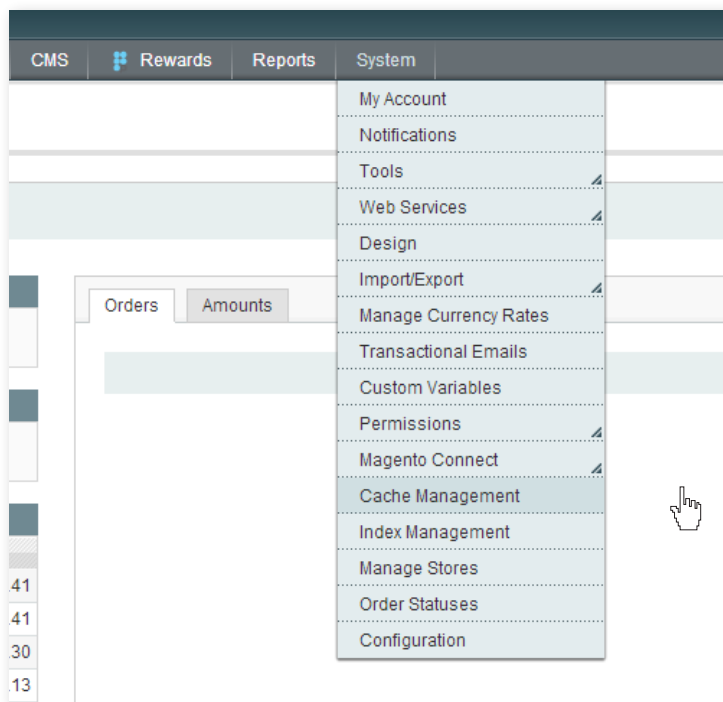 CMS Rewards Reports System
My Account
Notifications
Tools
Web Services
Design
Import/Export
Orders Amounts
Manage Currency Rates
Transactional Emails
Custom Variables
Permissions
Magento Connect
Cache Management
Index Management
Manage Stores
.41
Order Statuses
.41
Configuration
.30
.13